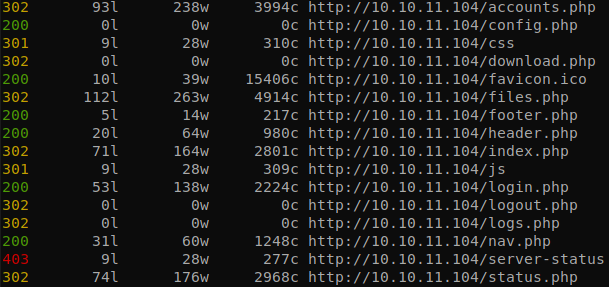 302 93l 238w 3994c http://10.10.11.104/accounts.php
200 0l 0w 0c http://10.10.11.104/config.php
301 9l 28w 310c http://10.10.11.104/css
302 0l 0w 0c http://10.10.11.104/download.php
200 10l 39w 15406c http://10.10.11.104/favicon.ico
302 112l 263w 4914c http://10.10.11.104/files.php
200 5l 14w 217c http://10.10.11.104/footer.php
200 20l 64w 980c http://10.10.11.104/header.php
302 71l 164w 2801c http://10.10.11.104/index.php
301 9l 28w 309c http://10.10.11.104/js
200 53l 138w 2224c http://10.10.11.104/login.php
302 0l 0w 0c http://10.10.11.104/logout.php
302 0l 0w 0c http://10.10.11.104/logs.php
200 31l 60w 1248c http://10.10.11.104/nav.php
403 9l 28w 277c http://10.10.11.104/server-status
302 74l 176w 2968c http://10.10.11.104/status.php